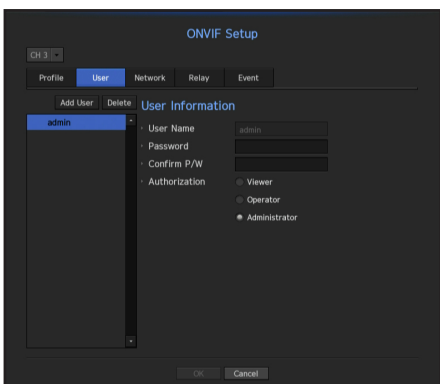 ONVIF Setup
CH 3
Profile User Network Relay Event
Add User Delete
User Information
admin
User Name admin
Password
Confirm P/W
Authorization Viewer
Operator
Administrator
OK Cancel